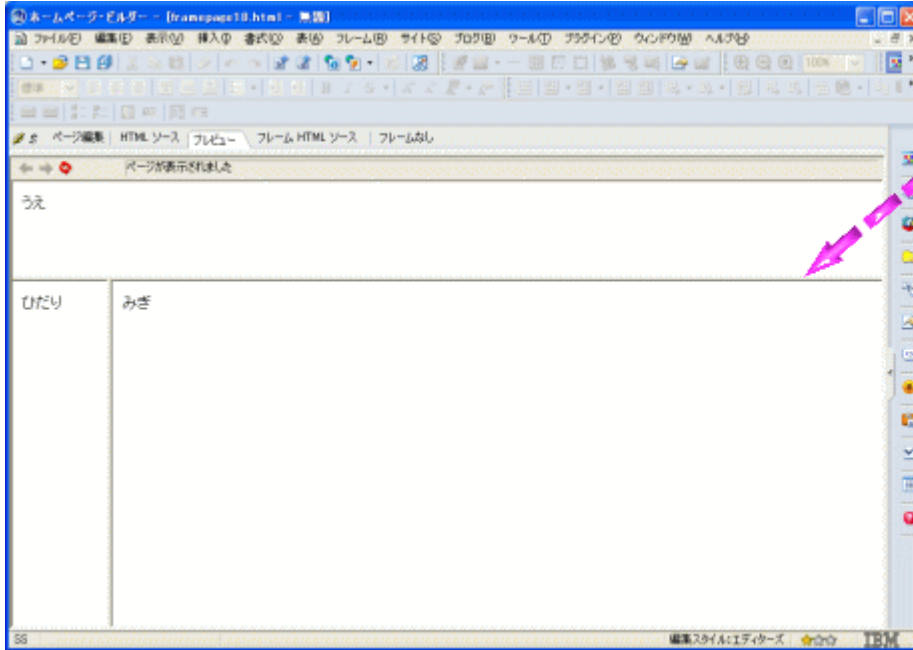 ホームページ・ビルダー - [framepage18.html - 無題]
ファイル(F) 編集(E) 表示(V) 挿入(I) 書式(O) 表(A) フレーム(R) サイト(S) ブログ(B) ツール(T) プラグイン(P) ウィンドウ(W) ヘルプ(H)
標準 100%
ページ編集 HTML ソース プレビュー フレーム HTML ソース フレームなし
ページが表示されました
うえ
ひだり みぎ
SS 編集スタイル:エディターズ IBM